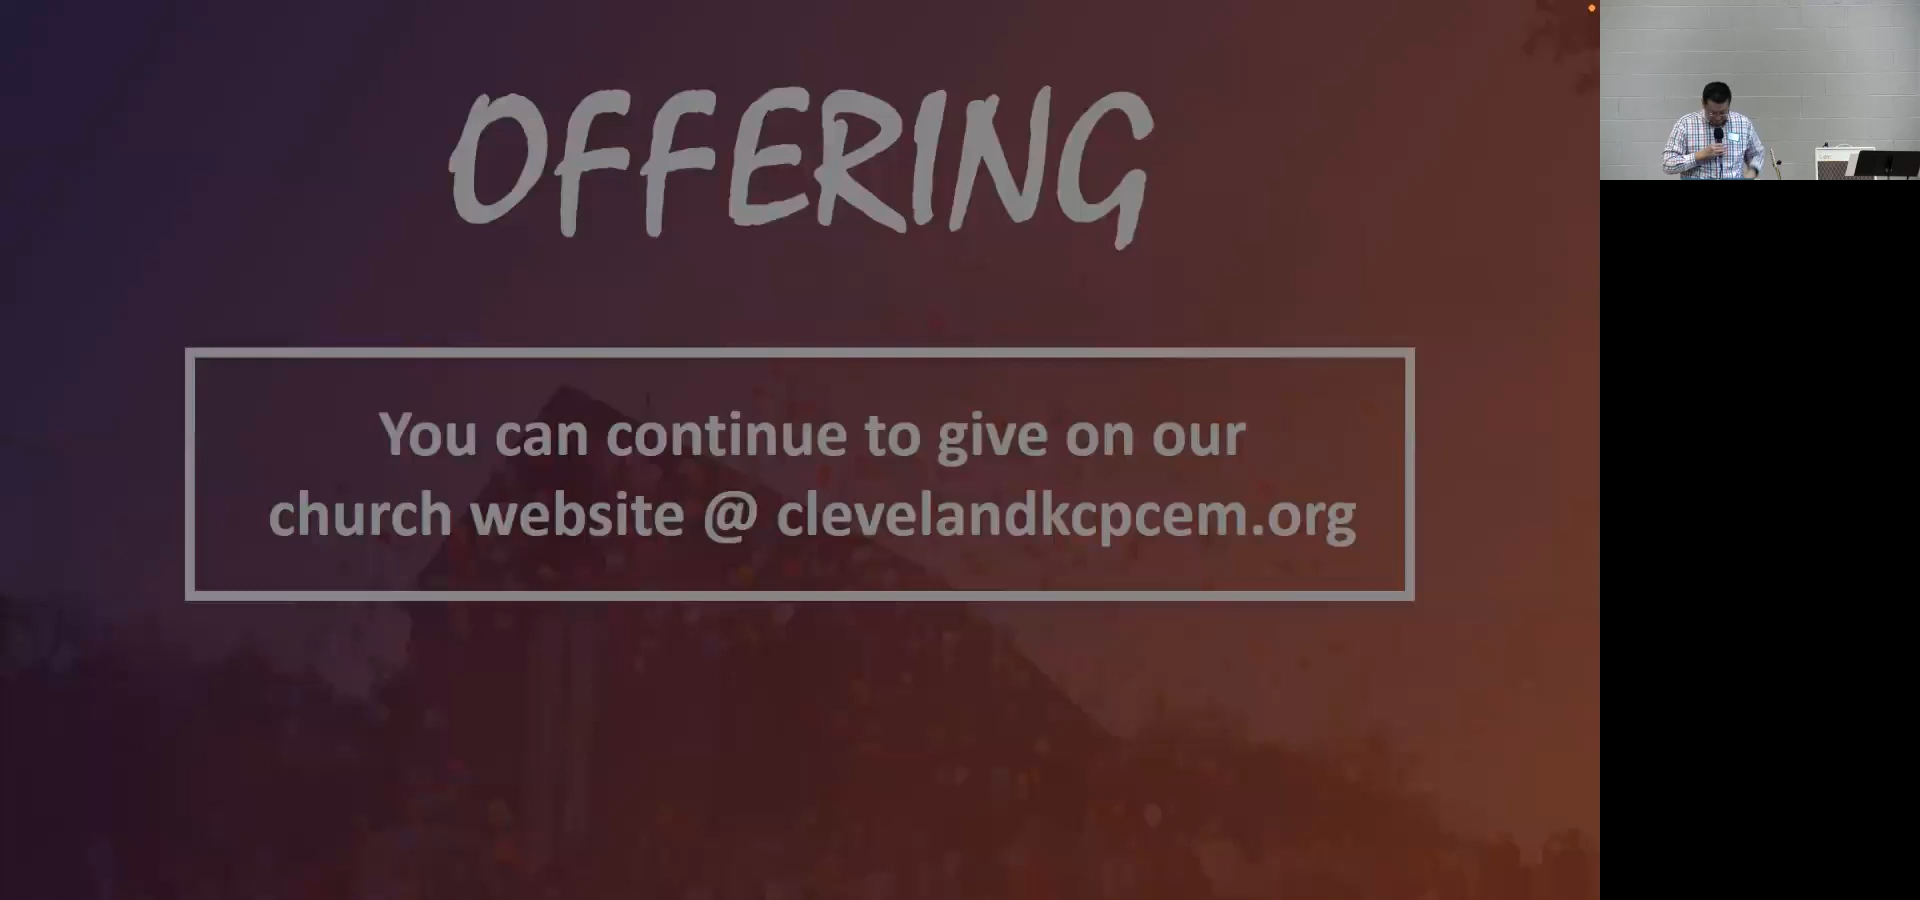 OFFERING
You can continue to give on our
church website @ clevelandkcpcem.org